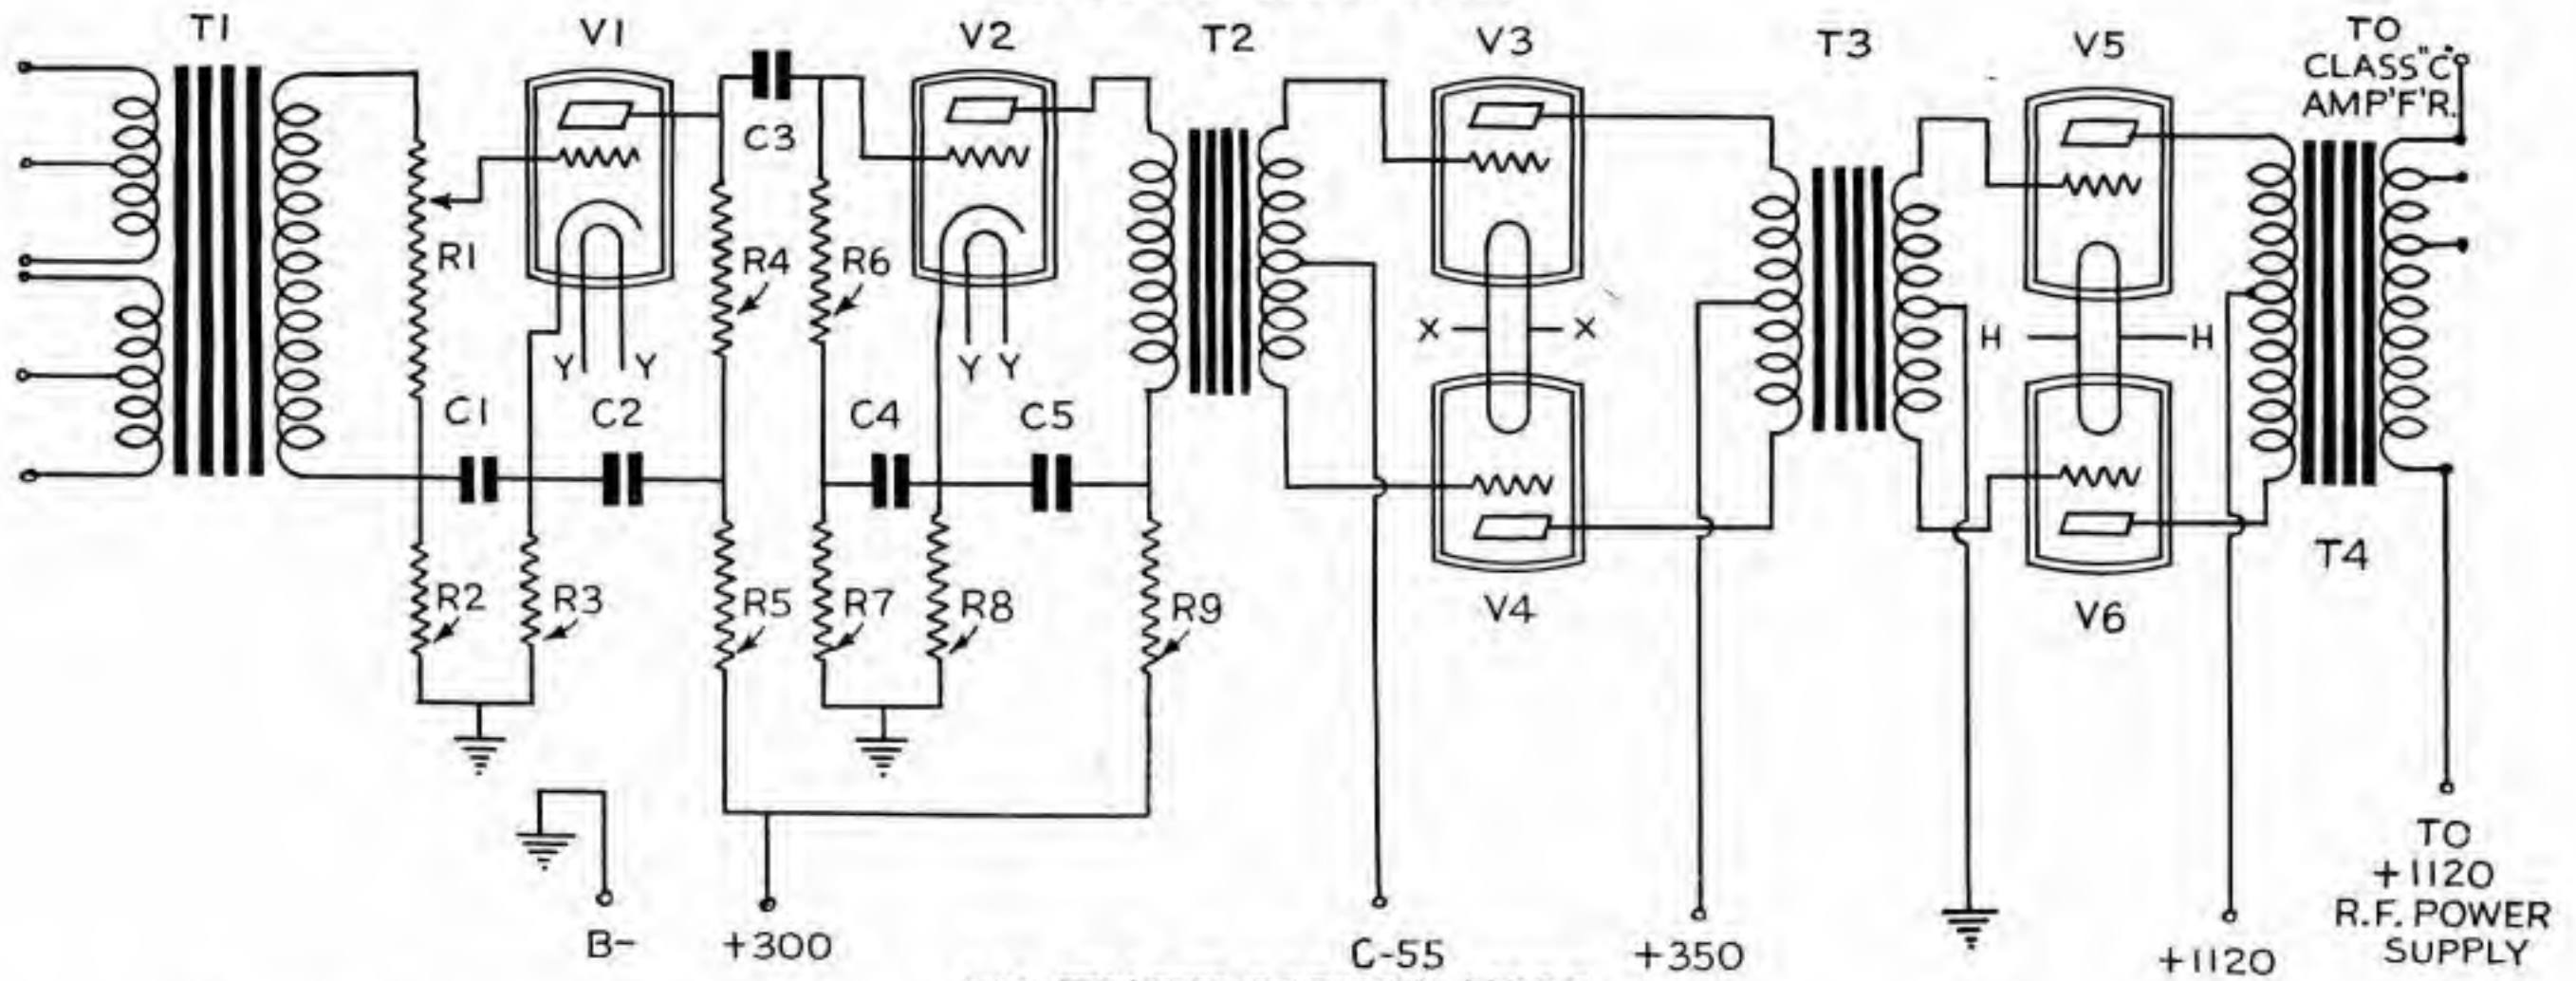 T1
V1
V2
T2
V3
T3
V5
TO
CLASS "C"
AMP'F'R.
C3
R1
R4
R6
Y Y
Y Y
X X
H H
C1
C2
C4
C5
R2
R3
R5
R7
R8
R9
V4
V6
T4
B-
+300
C-55
+350
+1120
TO
+1120
R.F. POWER
SUPPLY